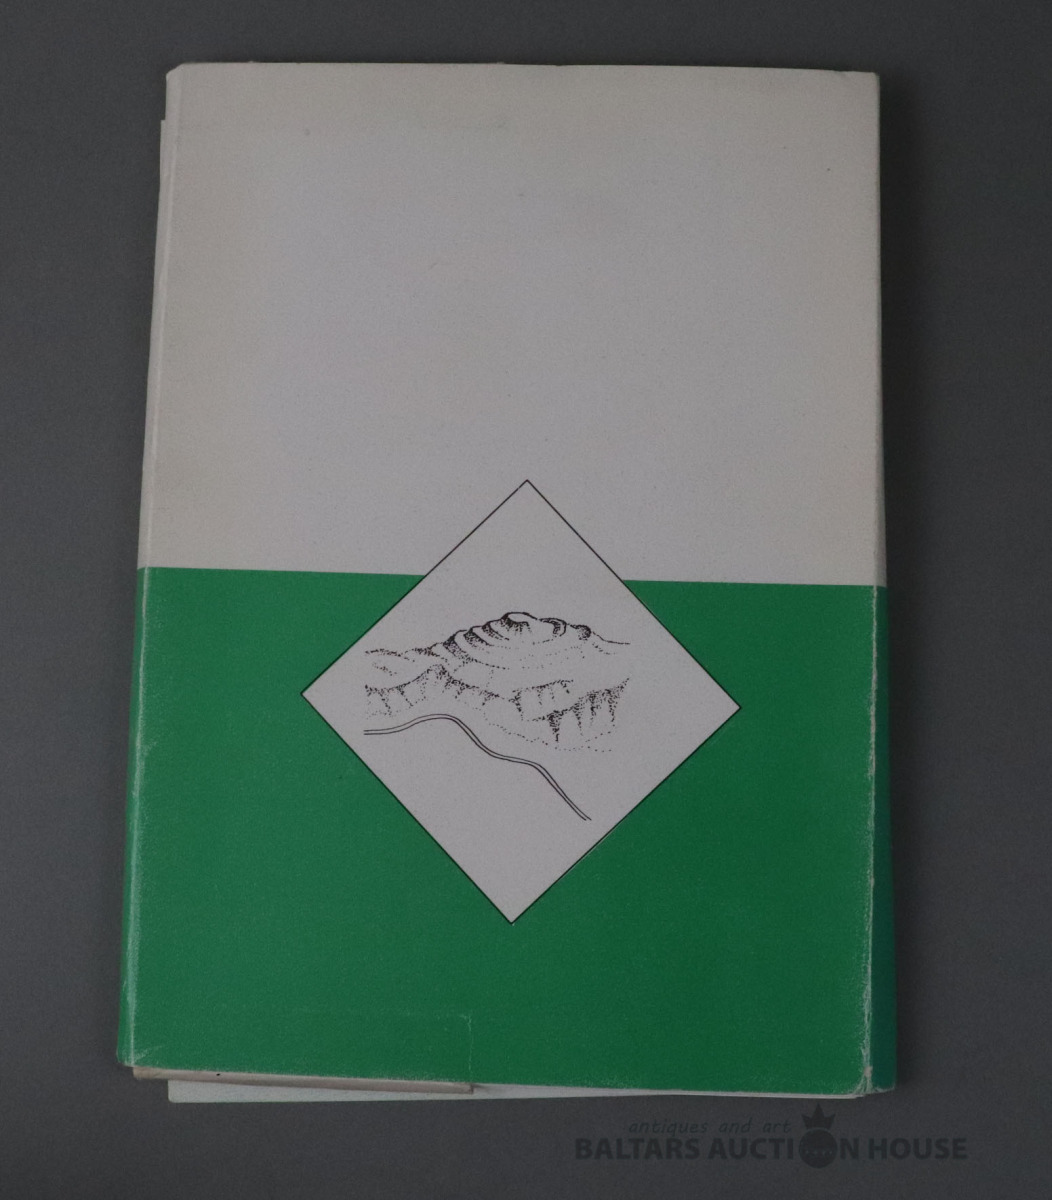 antiques and art
BALTARS AUCTION HOUSE